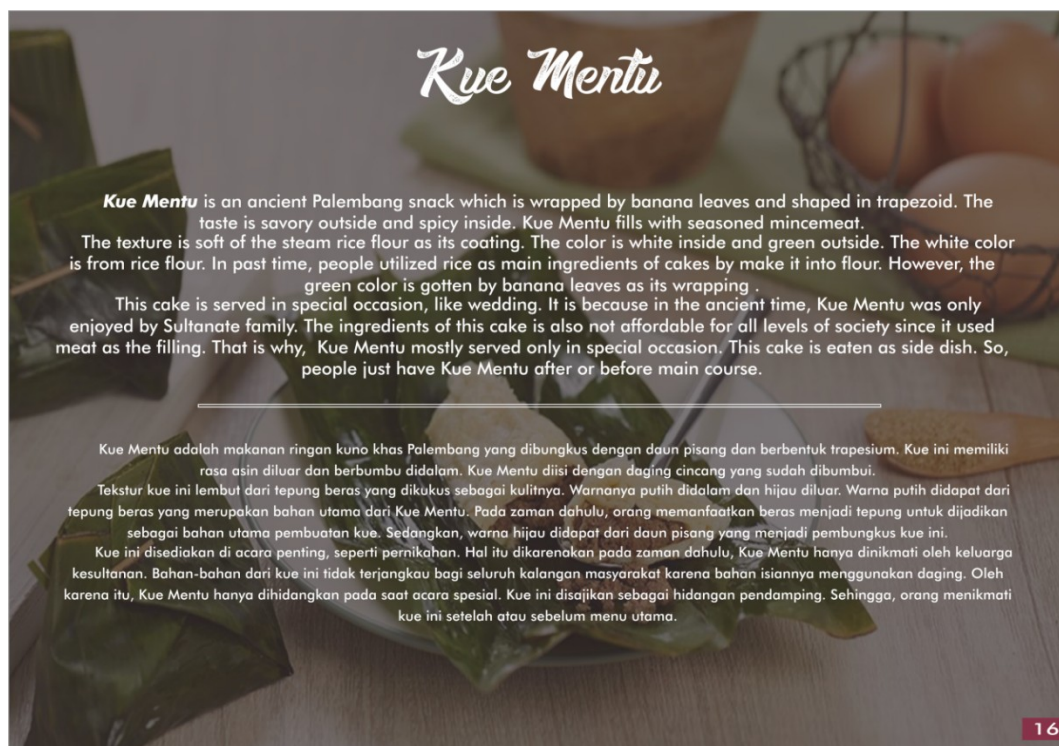 Kue Mentu
Kue Mentu is an ancient Palembang snack which is wrapped by banana leaves and shaped in trapezoid. The
taste is savory outside and spicy inside. Kue Mentu fills with seasoned mincemeat.
The texture is soft of the steam rice flour as its coating. The color is white inside and green outside. The white color
is from rice flour. In past time, people utilized rice as main ingredients of cakes by make it into flour. However, the
green color is gotten by banana leaves as its wrapping .
This cake is served in special occasion, like wedding. It is because in the ancient time, Kue Mentu was only
enjoyed by Sultanate family. The ingredients of this cake is also not affordable for all levels of society since it used
meat as the filling. That is why, Kue Mentu mostly served only in special occasion. This cake is eaten as side dish. So,
people just have Kue Mentu after or before main course.
Kue Mentu adalah makanan ringan kuno khas Palembang yang dibungkus dengan daun pisang dan berbentuk trapesium. Kue ini memiliki
rasa asin diluar dan berbumbu didalam. Kue Mentu diisi dengan daging cincang yang sudah dibumbui.
Tekstur kue ini lembut dari tepung beras yang dikukus sebagai kulitnya. Warnanya putih didalam dan hijau diluar. Warna putih didapat dari
tepung beras yang merupakan bahan utama dari Kue Mentu. Pada zaman dahulu, orang memanfaatkan beras menjadi tepung untuk dijadikan
sebagai bahan utama pembuatan kue. Sedangkan, warna hijau didapat dari daun pisang yang menjadi pembungkus kue ini.
Kue ini disediakan di acara penting, seperti pernikahan. Hal itu dikarenakan pada zaman dahulu, Kue Mentu hanya dinikmati oleh keluarga
kesultanan. Bahan-bahan dari kue ini tidak terjangkau bagi seluruh kalangan masyarakat karena bahan isiannya menggunakan daging. Oleh
karena itu, Kue Mentu hanya dihidangkan pada saat acara spesial. Kue ini disajikan sebagai hidangan pendamping. Sehingga, orang menikmati
kue ini setelah atau sebelum menu utama.
16